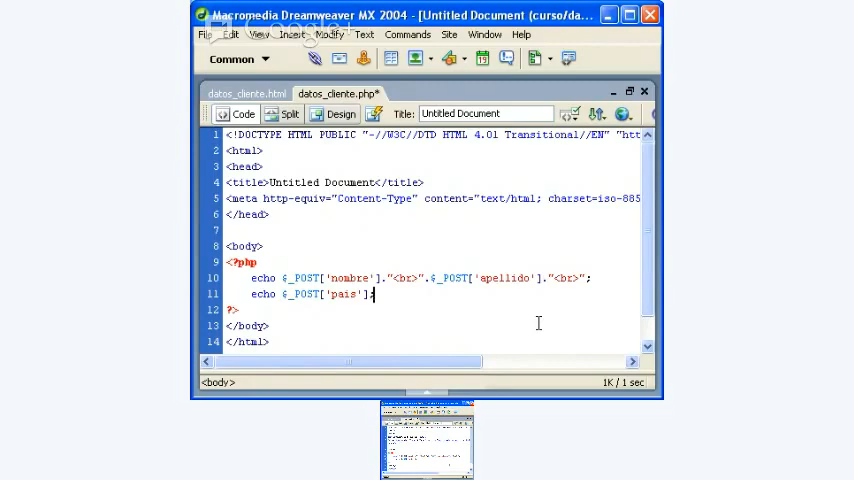 Macromedia Dreamweaver MX 2004 - [Untitled Document (curso/da...
Google+
File Edit View Insert Modify Text Commands Site Window Help
Common
datos_cliente.html datos_cliente.php*
Code Split Design Title: Untitled Document
1 <!DOCTYPE HTML PUBLIC "-//W3C//DTD HTML 4.01 Transitional//EN" "htt
2 <html>
3 <head>
4 <title>Untitled Document</title>
5 <meta http-equiv="Content-Type" content="text/html; charset=iso-885
6 </head>
7
8 <body>
9 <?php
10 echo $_POST['nombre']."<br>".$_POST['apellido']."<br>";
11 echo $_POST['pais'];
12 ?>
13 </body>
14 </html>
<body> 1K / 1 sec